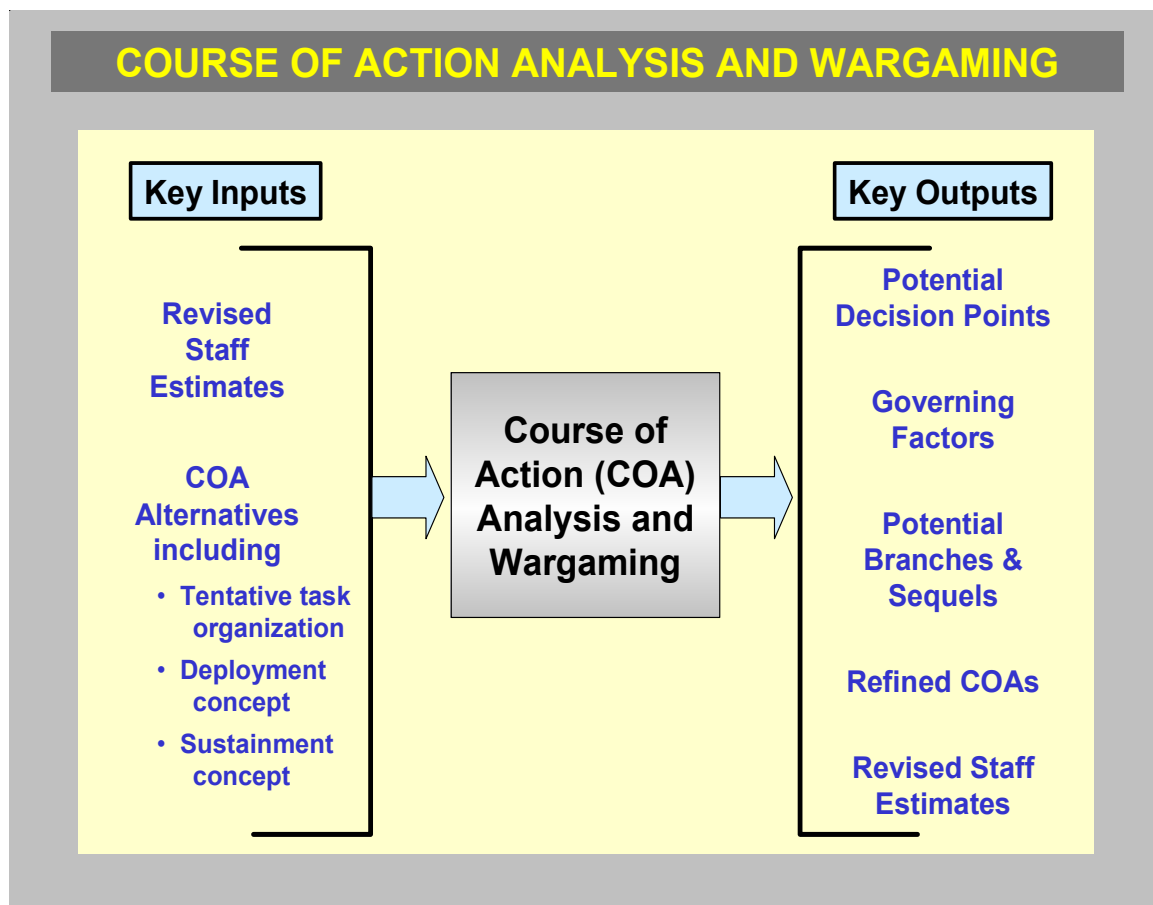 COURSE OF ACTION ANALYSIS AND WARGAMING
Key Inputs
Revised
Staff
Estimates
COA
Alternatives
including
• Tentative task
organization
• Deployment
concept
• Sustainment
concept
Course of
Action (COA)
Analysis and
Wargaming
Key Outputs
Potential
Decision Points
Governing
Factors
Potential
Branches &
Sequels
Refined COAs
Revised Staff
Estimates